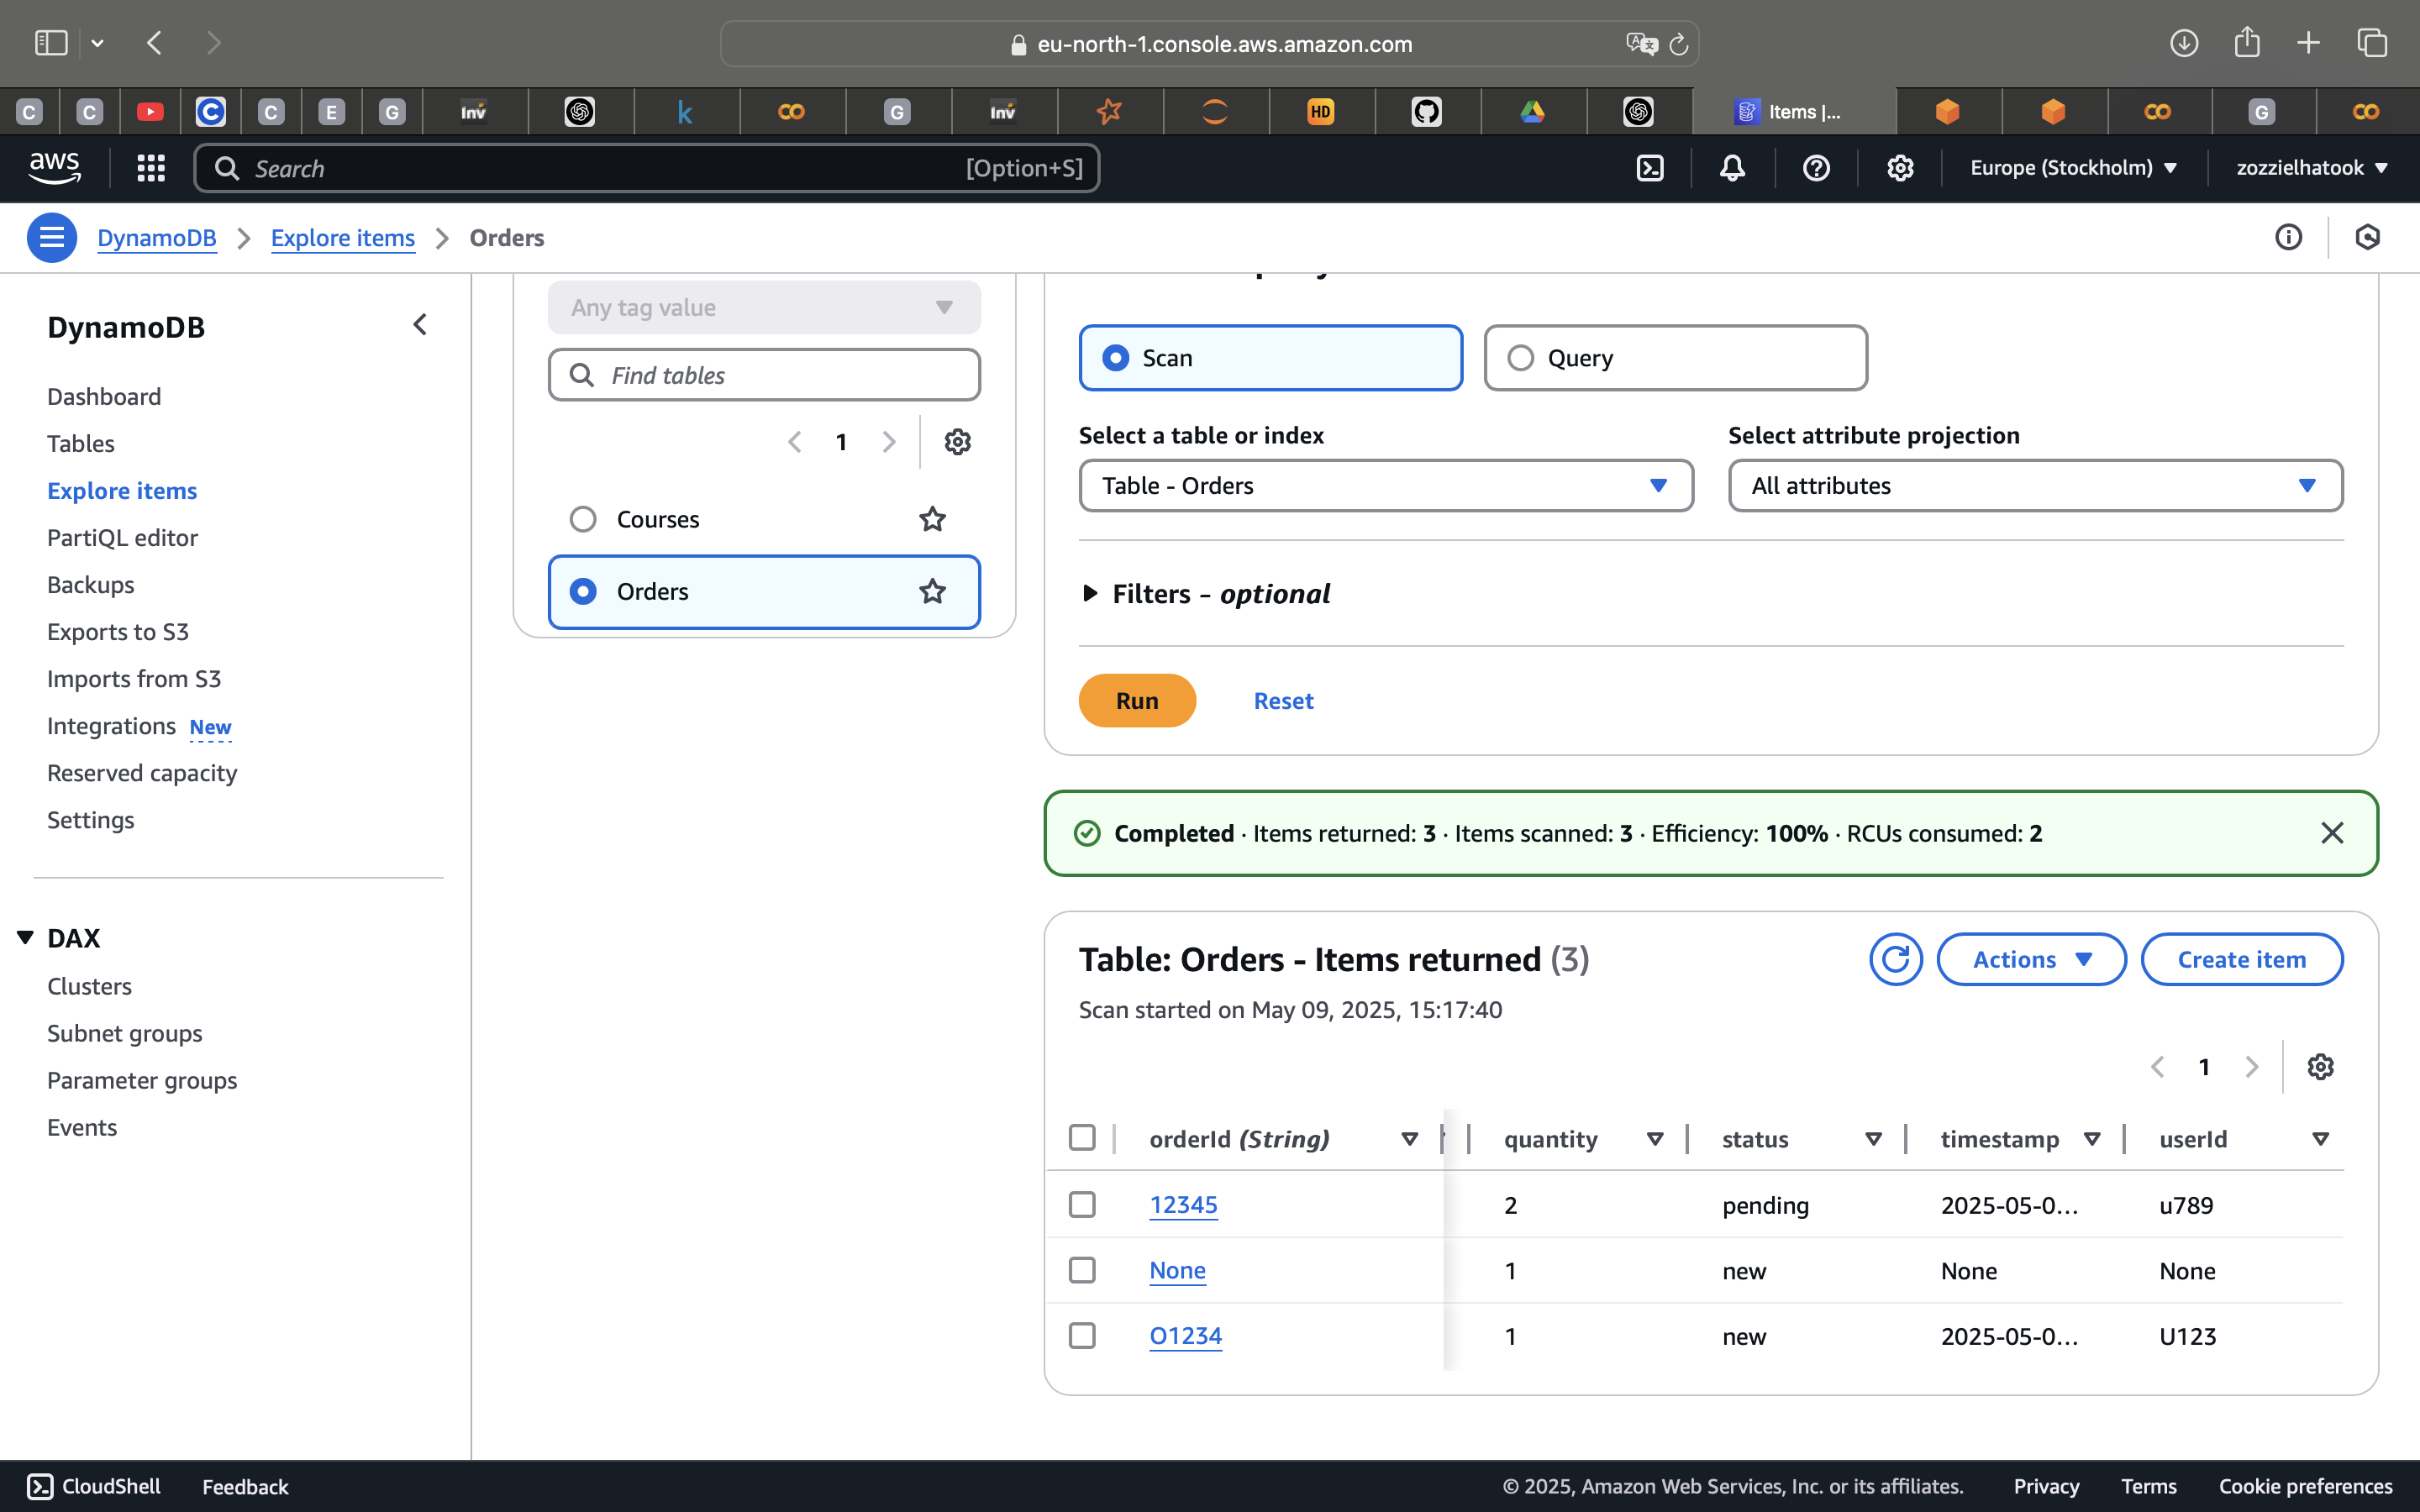 eu-north-1.console.aws.amazon.com
C C C C E G Inv k CO G Inv HD Items |... CO G CO
aws Search [Option+S] Europe (Stockholm) zozzielhatook
DynamoDB Explore items Orders
DynamoDB
Dashboard
Tables
Explore items
PartiQL editor
Backups
Exports to S3
Imports from S3
Integrations New
Reserved capacity
Settings
DAX
Clusters
Subnet groups
Parameter groups
Events
Any tag value
Find tables
1
Courses
Orders
Scan Query
Select a table or index Select attribute projection
Table - Orders All attributes
Filters - optional
Run Reset
Completed · Items returned: 3 · Items scanned: 3 · Efficiency: 100% · RCUs consumed: 2
Table: Orders - Items returned (3) Actions Create item
Scan started on May 09, 2025, 15:17:40
1
orderId (String) quantity status timestamp userId
12345 2 pending 2025-05-0... u789
None 1 new None None
O1234 1 new 2025-05-0... U123
CloudShell Feedback © 2025, Amazon Web Services, Inc. or its affiliates. Privacy Terms Cookie preferences